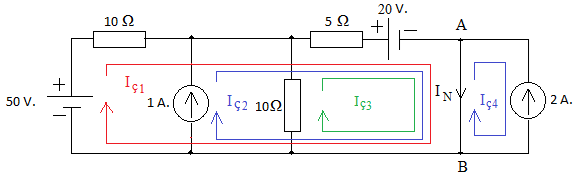 20 V.
10 Ω
5 Ω
+
−
A
+
50 V.
−
Iç1
1 A.
Iç2
10Ω
Iç3
IN
Iç4
2 A.
B